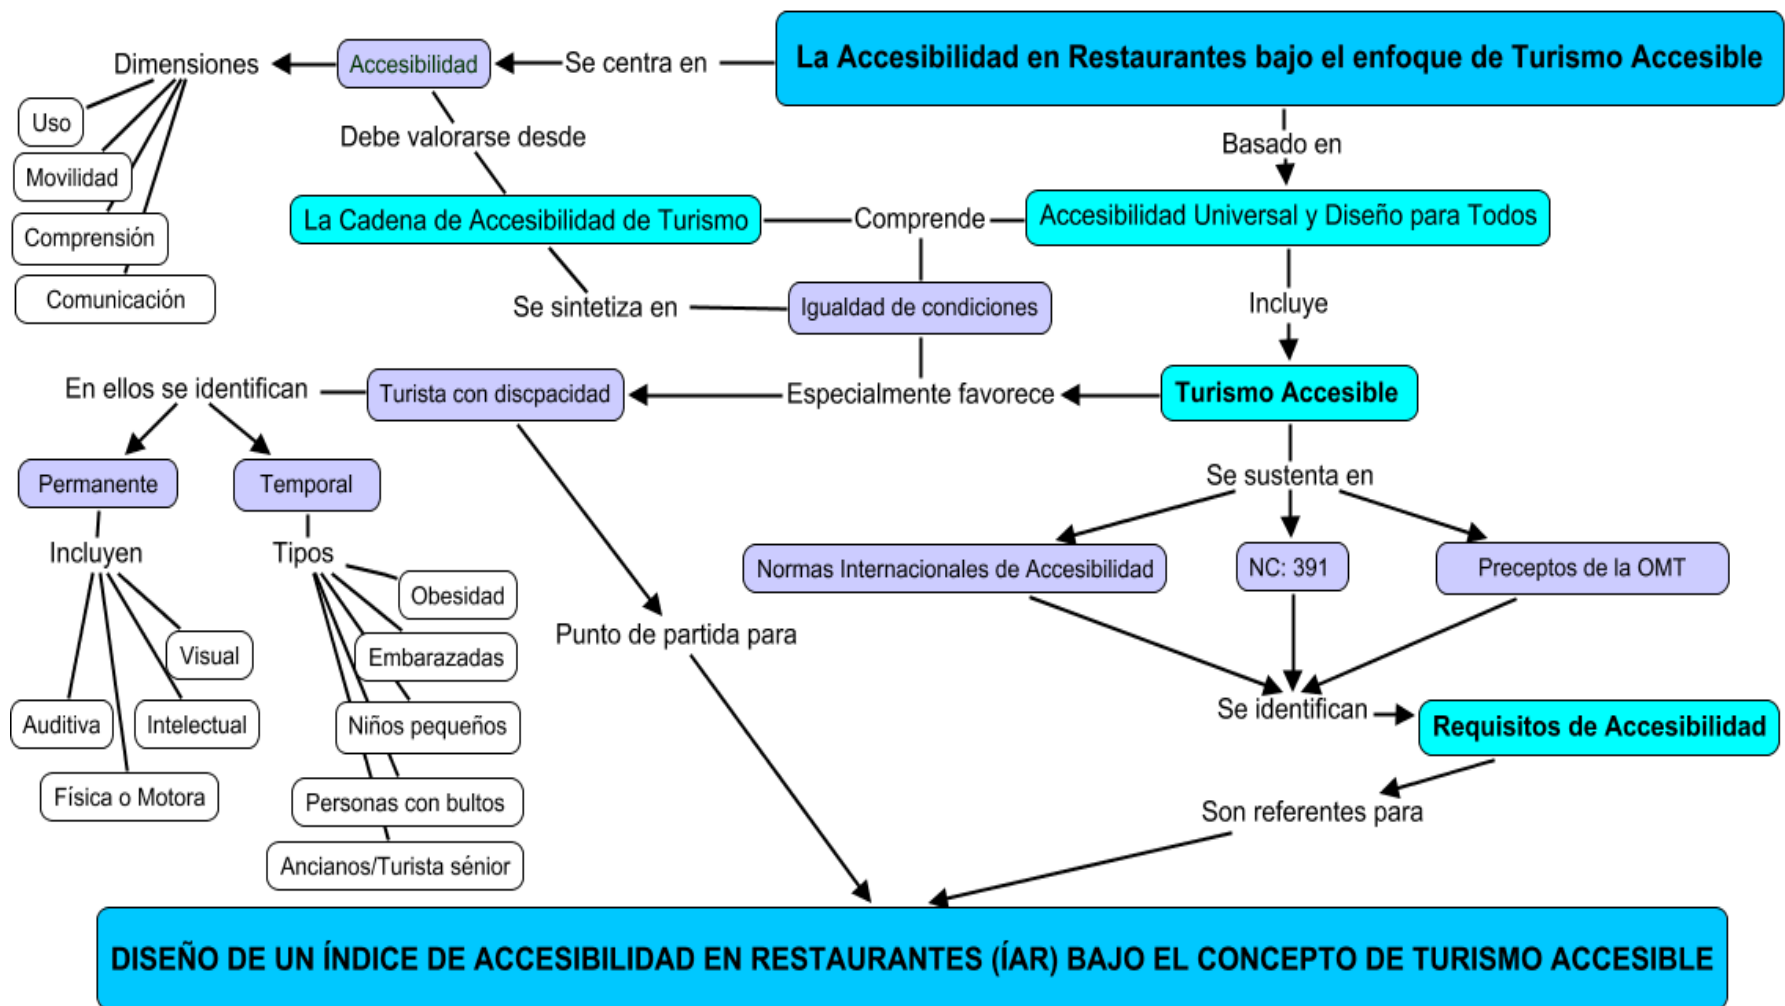 La Accesibilidad en Restaurantes bajo el enfoque de Turismo Accesible
Dimensiones
Accesibilidad
Se centra en
Uso
Movilidad
Comprensión
Comunicación
Debe valorarse desde
Basado en
La Cadena de Accesibilidad de Turismo
Comprende
Accesibilidad Universal y Diseño para Todos
Se sintetiza en
Igualdad de condiciones
Incluye
En ellos se identifican
Turista con discpacidad
Especialmente favorece
Turismo Accesible
Permanente
Temporal
Se sustenta en
Incluyen
Tipos
Normas Internacionales de Accesibilidad
NC: 391
Preceptos de la OMT
Obesidad
Visual
Embarazadas
Punto de partida para
Auditiva
Intelectual
Niños pequeños
Se identifican
Requisitos de Accesibilidad
Física o Motora
Personas con bultos
Son referentes para
Ancianos/Turista sénior
DISEÑO DE UN ÍNDICE DE ACCESIBILIDAD EN RESTAURANTES (ÍAR) BAJO EL CONCEPTO DE TURISMO ACCESIBLE